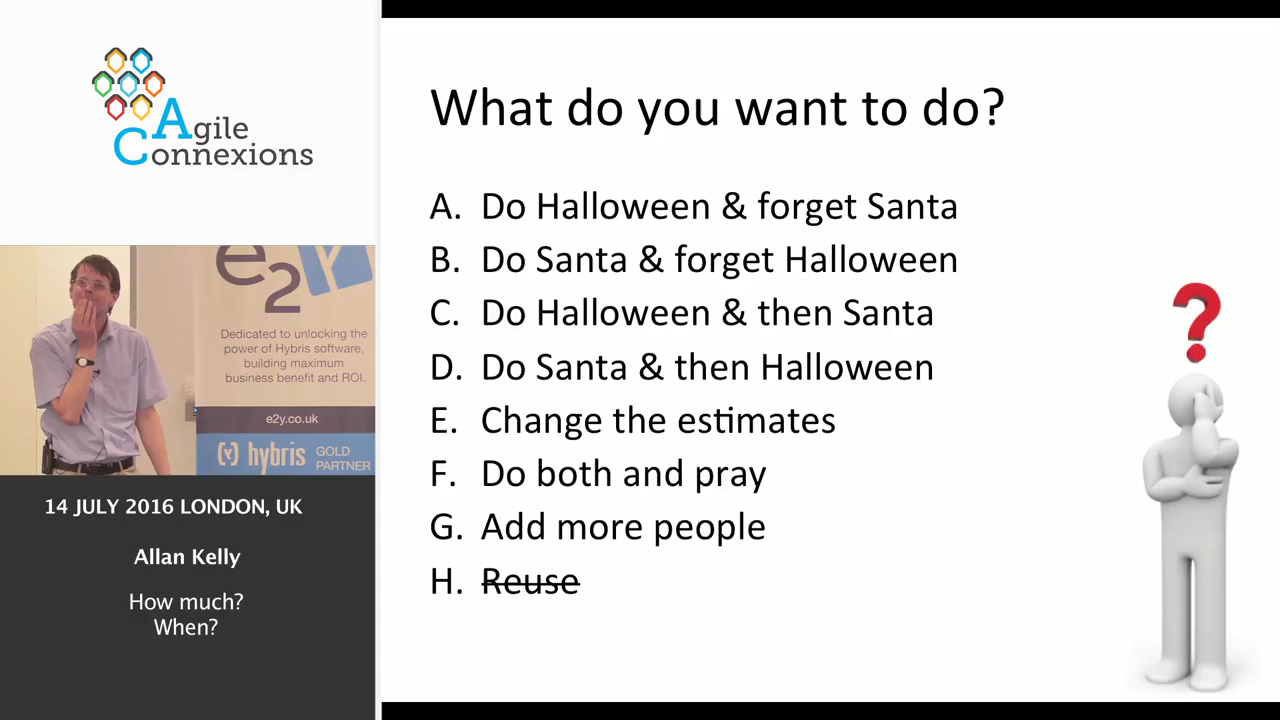 Agile
Connexions
e2y
Dedicated to unlocking the
power of Hybris software,
building maximum
business benefit and ROI.
e2y.co.uk
hybris GOLD
PARTNER
14 JULY 2016 LONDON, UK
Allan Kelly
How much?
When?
What do you want to do?
A. Do Halloween & forget Santa
B. Do Santa & forget Halloween
C. Do Halloween & then Santa
D. Do Santa & then Halloween
E. Change the estimates
F. Do both and pray
G. Add more people
H. Reuse
?